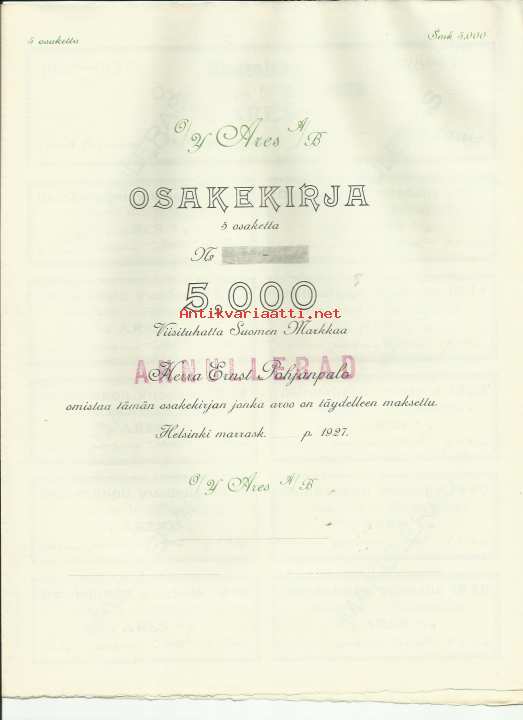 5 osaketta
Smk 5,000
O/Y Ares A/B
OSAKEKIRJA
5 osaketta
No -
5.000
Antikvariaatti.net
Viisituhatta Suomen Markkaa
ANNULLERAD
Herra Ernst Pohjanpalo
omistaa tämän osakekirjan jonka arvo on täydelleen maksettu.
Helsinki marrask. p. 1927.
O/Y Ares A/B